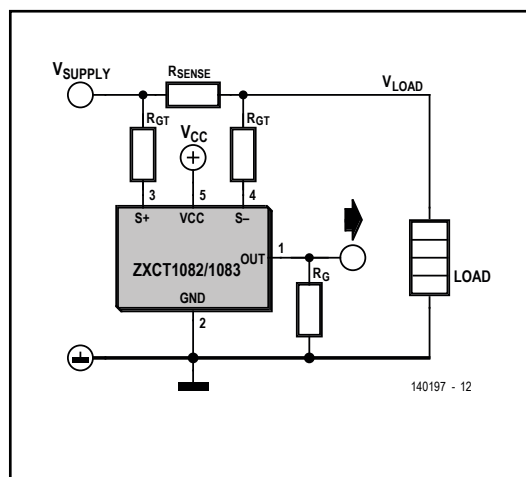 VSUPPLY
RSENSE
VLOAD
RGT
VCC
RGT
3
5
4
S+
VCC
S–
OUT
1
ZXCT1082/1083
RG
LOAD
GND
2
140197 - 12